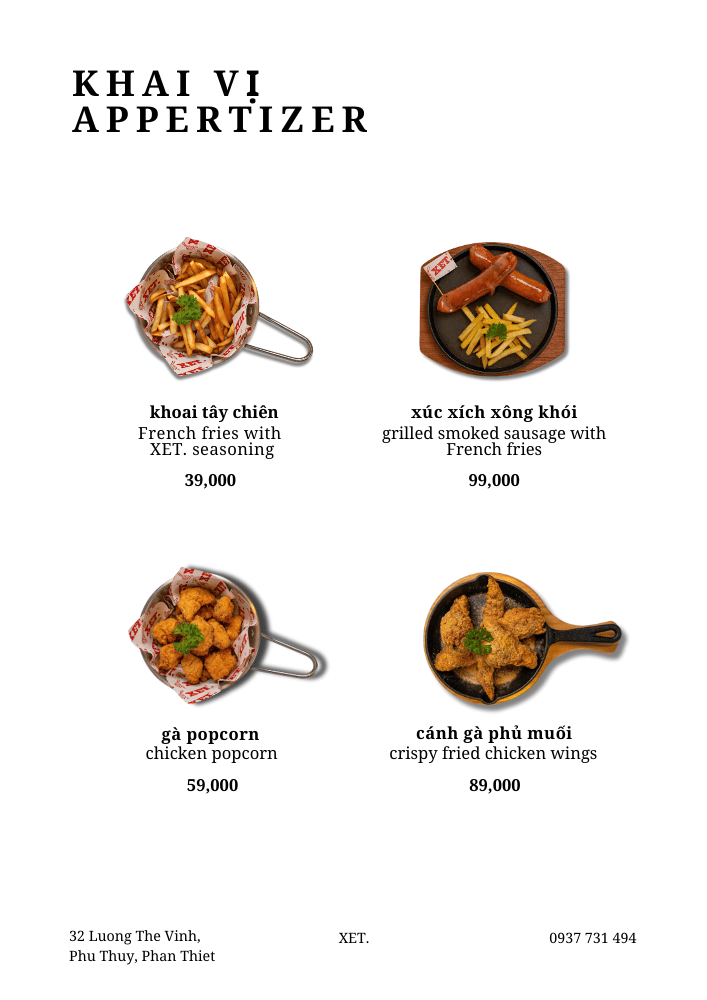 KHAI VỊ
APPERTIZER
khoai tây chiên
French fries with
XET. seasoning
39,000
XET
xúc xích xông khói
grilled smoked sausage with
French fries
99,000
gà popcorn
chicken popcorn
59,000
cánh gà phủ muối
crispy fried chicken wings
89,000
32 Luong The Vinh,
Phu Thuy, Phan Thiet
XET.
0937 731 494